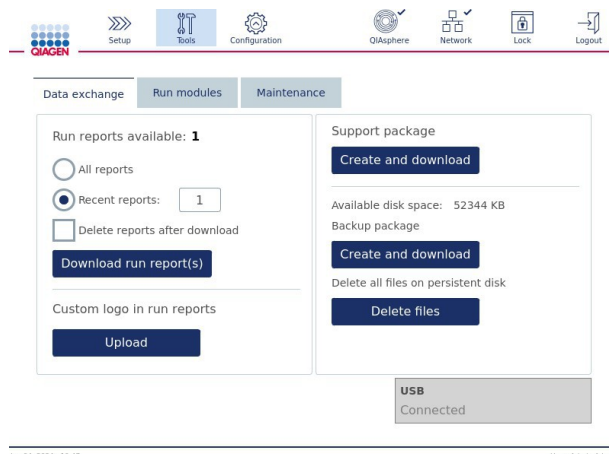 QIAGEN
Setup
Tools
Configuration
QIAsphere
Network
Lock
Logout
Data exchange
Run modules
Maintenance
Run reports available: 1
All reports
Recent reports: 1
Delete reports after download
Download run report(s)
Custom logo in run reports
Upload
Support package
Create and download
Available disk space: 52344 KB
Backup package
Create and download
Delete all files on persistent disk
Delete files
USB
Connected